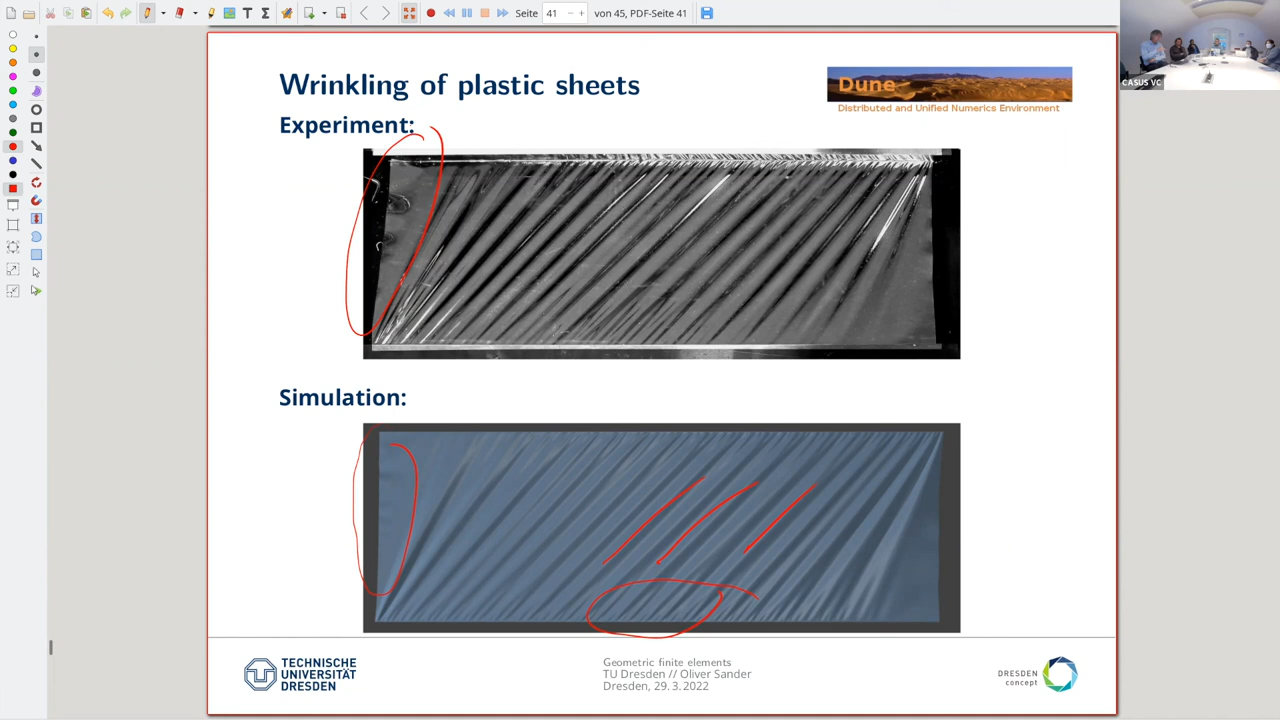 Seite 41 von 45, PDF-Seite 41
CASUS VC
Wrinkling of plastic sheets
Dune
Distributed and Unified Numerics Environment
Experiment:
Simulation:
TECHNISCHE
UNIVERSITÄT
DRESDEN
Geometric finite elements
TU Dresden // Oliver Sander
Dresden, 29. 3. 2022
DRESDEN
concept